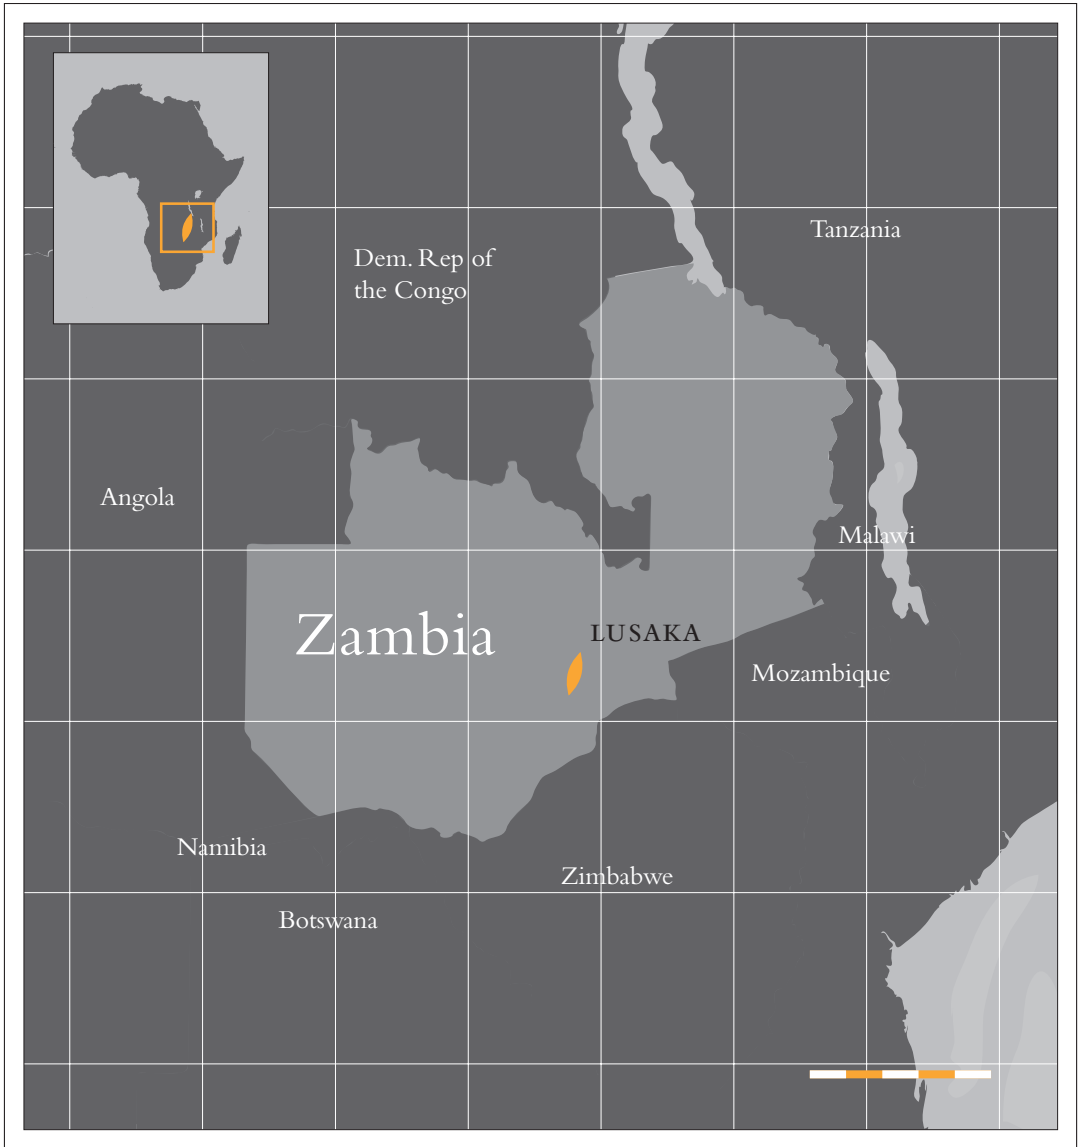 Tanzania
Dem. Rep of
the Congo
Angola
Malawi
Zambia
LUSAKA
Mozambique
Namibia
Zimbabwe
Botswana